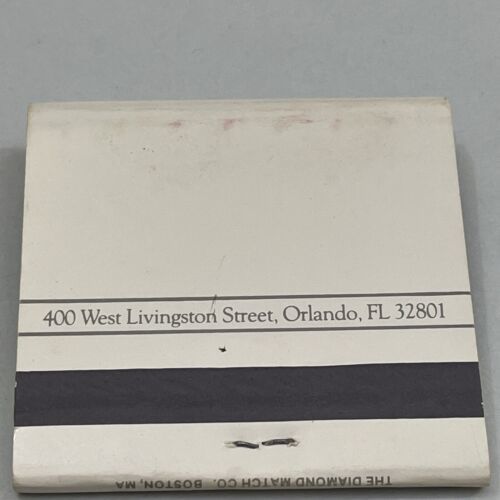 400 West Livingston Street, Orlando, FL 32801
THE DIAMOND MATCH CO. BOSTON, MA